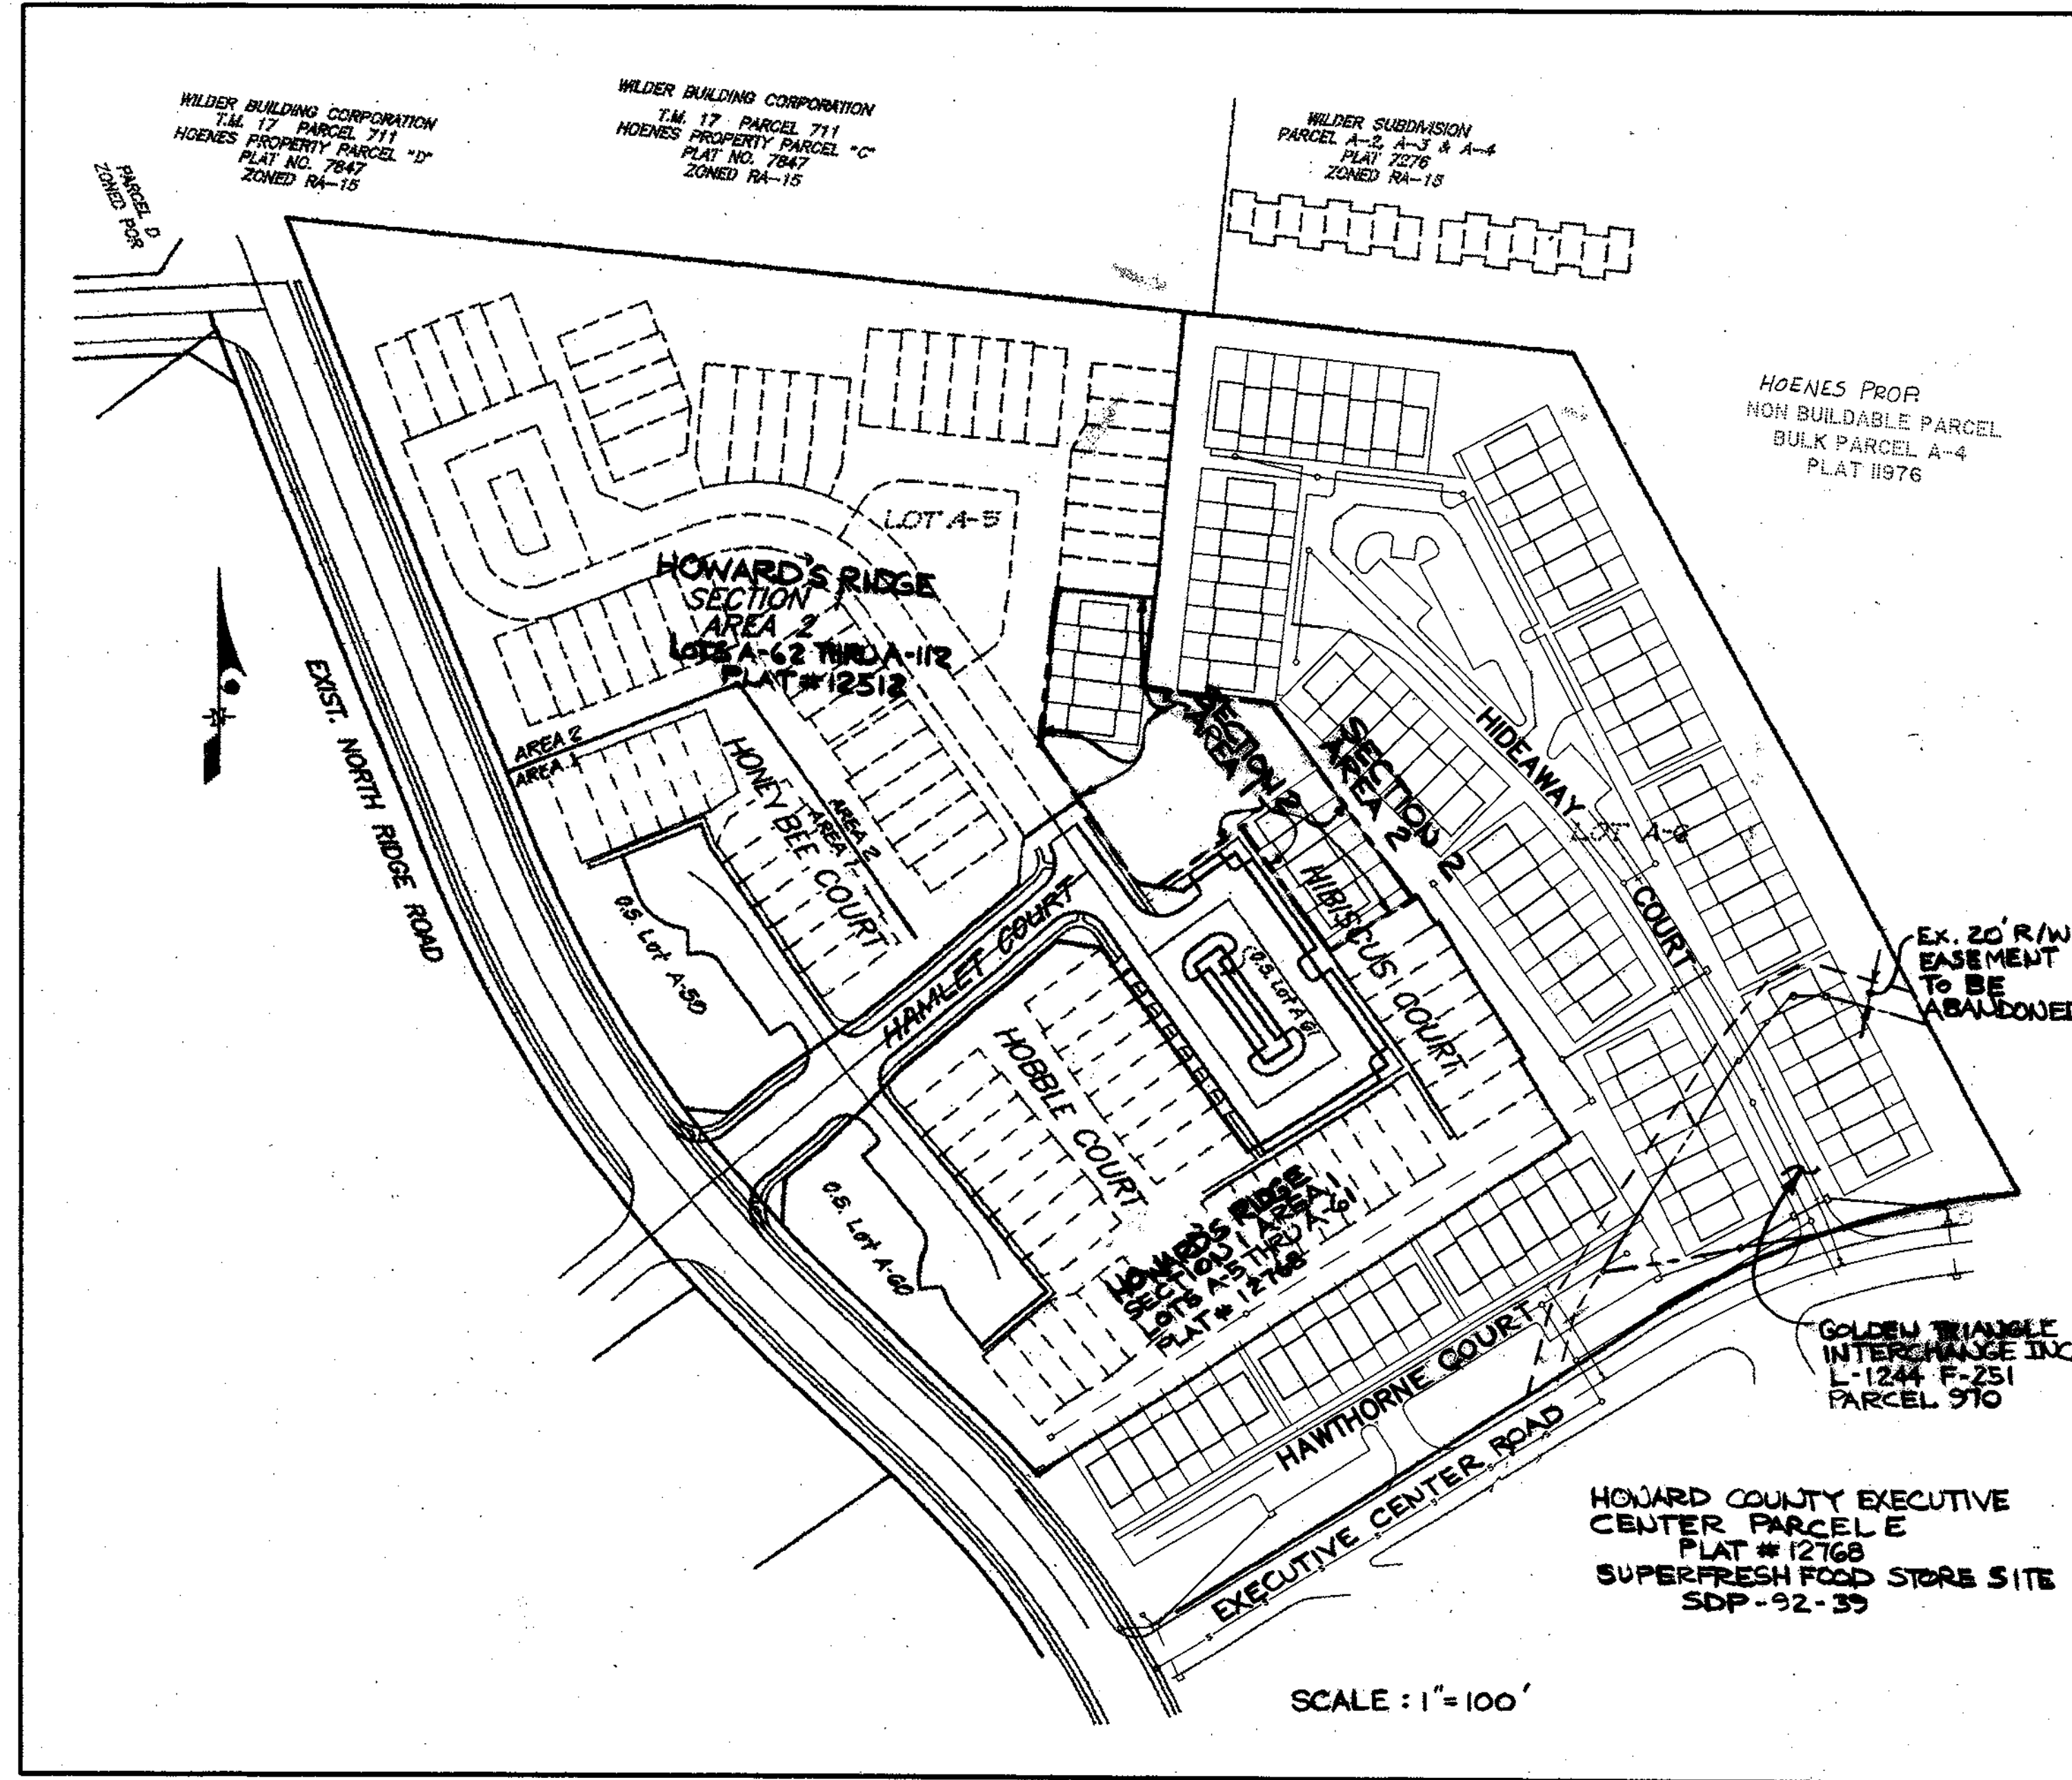 WILDER BUILDING CORPORATION
T.M. 17 PARCEL 711
HOENES PROPERTY PARCEL "D"
PLAT NO. 7847
ZONED RA-15
WILDER BUILDING CORPORATION
T.M. 17 PARCEL 711
HOENES PROPERTY PARCEL "C"
PLAT NO. 7847
ZONED RA-15
WILDER SUBDIVISION
PARCEL A-2, A-3 & A-4
PLAT 7276
ZONED RA-15
PARCEL D
ZONED POR
HOENES PROP.
NON BUILDABLE PARCEL
BULK PARCEL A-4
PLAT 11976
LOT A-5
HOWARD'S RIDGE
SECTION 1
AREA 2
LOTS A-62 THRU A-112
PLAT # 12512
EXIST. NORTH RIDGE ROAD
AREA 2
AREA 1
HONEY BEE COURT
AREA 2
AREA 1
SECTION 2
AREA 1
SECTION 2
AREA 2
HIDEAWAY COURT
LOT A-6
O.S. Lot A-50
HAMLET COURT
HIBISCUS COURT
O.S. Lot A 61
HOBBLE COURT
EX. 20' R/W
EASEMENT
TO BE
ABANDONED
O.S. Lot A-60
HOWARD'S RIDGE
SECTION 1 AREA 1
LOTS A-5 THRU A-61
PLAT # 12768
HAWTHORNE COURT
GOLDEN TRIANGLE
INTERCHANGE INC
L-1244 F-251
PARCEL 970
EXECUTIVE CENTER ROAD
HOWARD COUNTY EXECUTIVE
CENTER PARCEL E
PLAT # 12768
SUPERFRESH FOOD STORE SITE
SDP-92-39
SCALE : 1"=100'